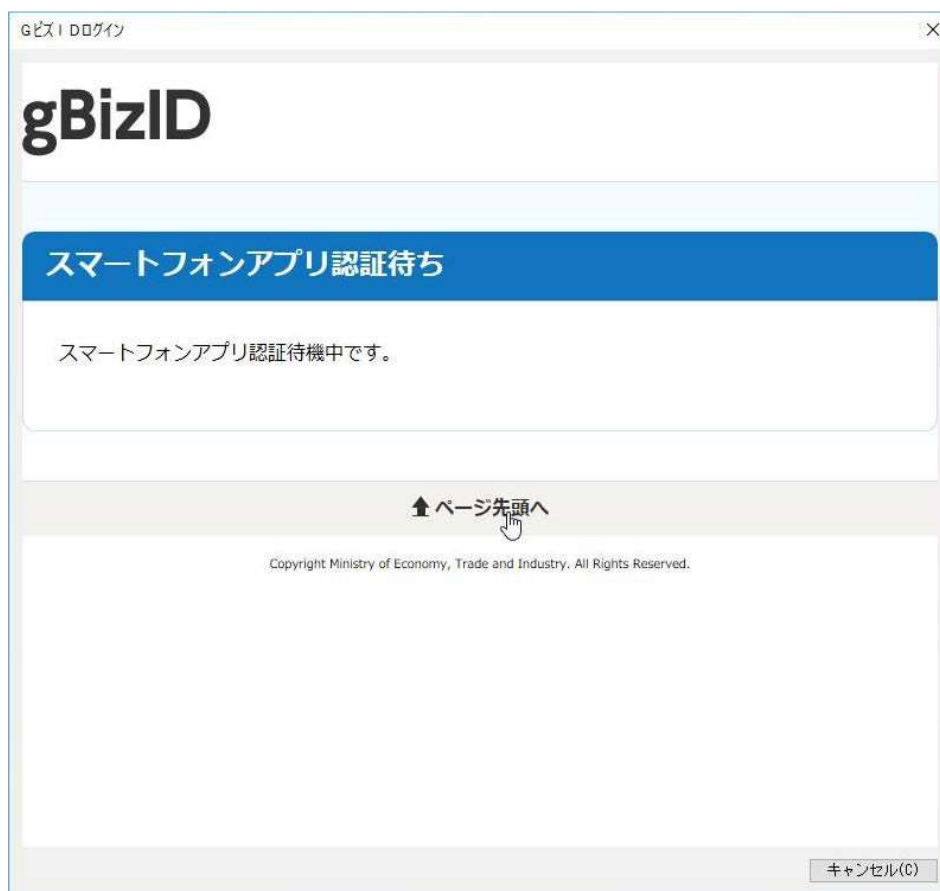 GビズIDログイン
gBizID
スマートフォンアプリ認証待ち
スマートフォンアプリ認証待機中です。
ページ先頭へ
Copyright Ministry of Economy, Trade and Industry. All Rights Reserved.
キャンセル(C)